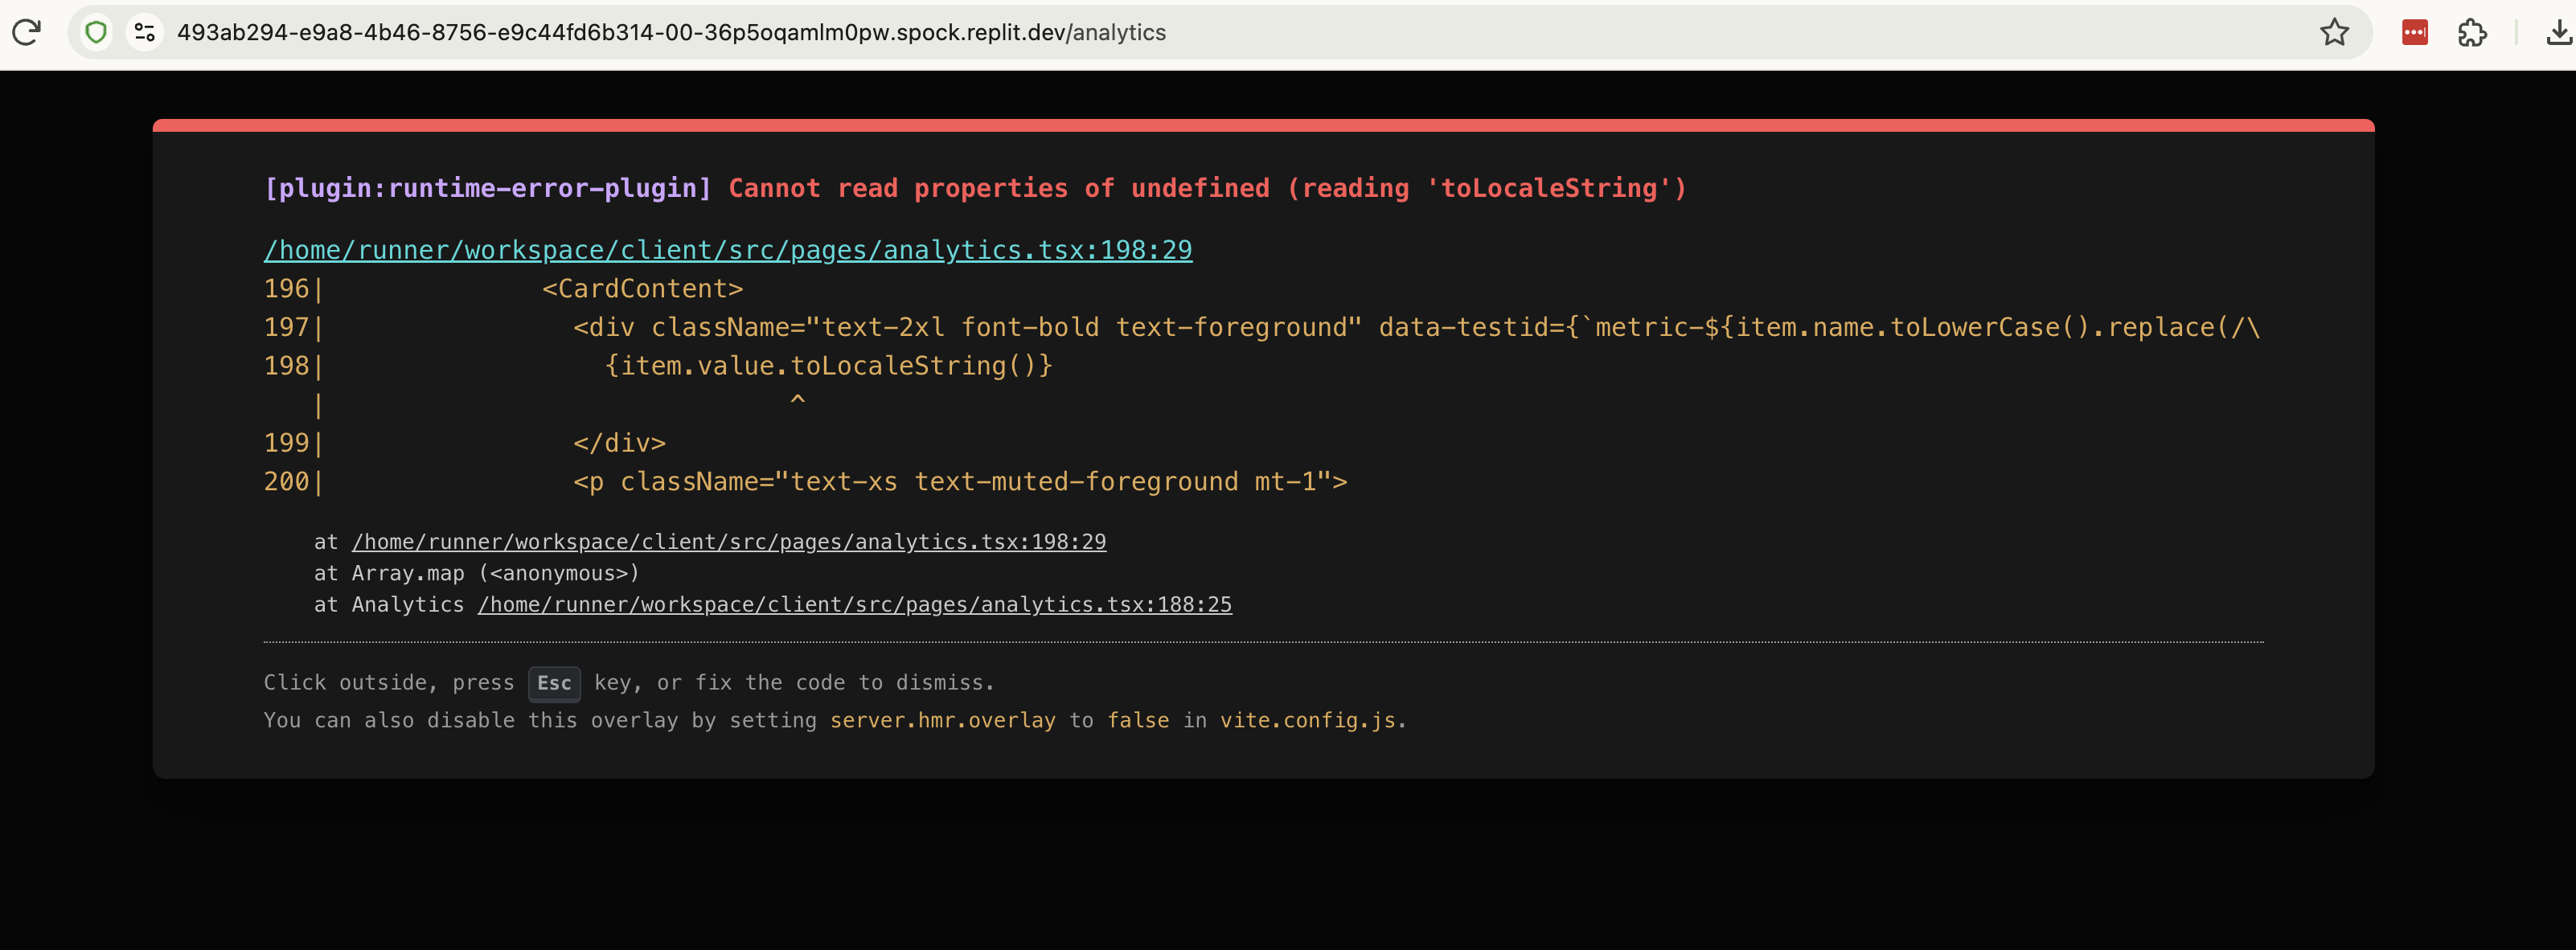 493ab294-e9a8-4b46-8756-e9c44fd6b314-00-36p5oqamlm0pw.spock.replit.dev/analytics
[plugin:runtime-error-plugin] Cannot read properties of undefined (reading 'toLocaleString')
/home/runner/workspace/client/src/pages/analytics.tsx:198:29
196|              <CardContent>
197|                <div className="text-2xl font-bold text-foreground" data-testid={`metric-${item.name.toLowerCase().replace(/\
198|                  {item.value.toLocaleString()}
   |                              ^
199|                </div>
200|                <p className="text-xs text-muted-foreground mt-1">
    at /home/runner/workspace/client/src/pages/analytics.tsx:198:29
    at Array.map (<anonymous>)
    at Analytics /home/runner/workspace/client/src/pages/analytics.tsx:188:25
Click outside, press Esc key, or fix the code to dismiss.
You can also disable this overlay by setting server.hmr.overlay to false in vite.config.js.